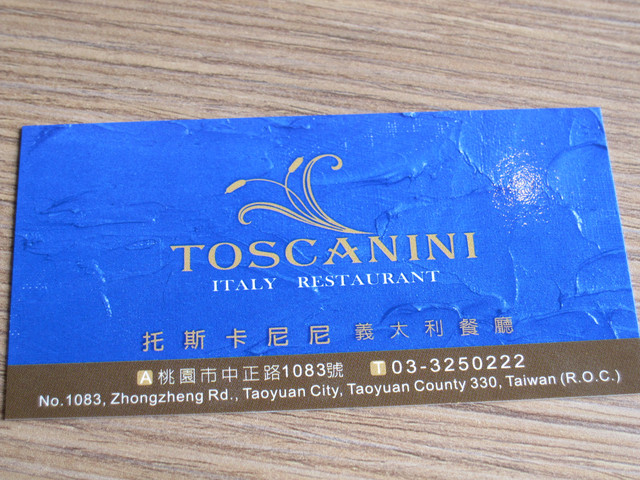 TOSCANINI
ITALY RESTAURANT
托斯卡尼尼 義大利餐廳
A 桃園市中正路1083號 T 03-3250222
No.1083, Zhongzheng Rd., Taoyuan City, Taoyuan County 330, Taiwan (R.O.C.)